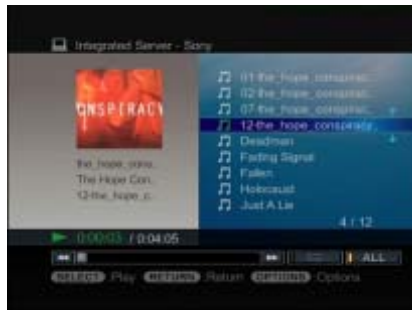 Integrated Server - Sony
ONSPIRACY
the_hope_cons..
The Hope Con..
12-the_hope_c..
01-the_hope_conspirac..
02-the_hope_conspirac..
07-the_hope_conspirac..
12-the_hope_conspiracy..
Deadman
Fading Signal
Fallen
Holocaust
Just A Lie
4 / 12
0:00:03 / 0:04:05
ALL
SELECT :Play RETURN :Return OPTIONS :Options